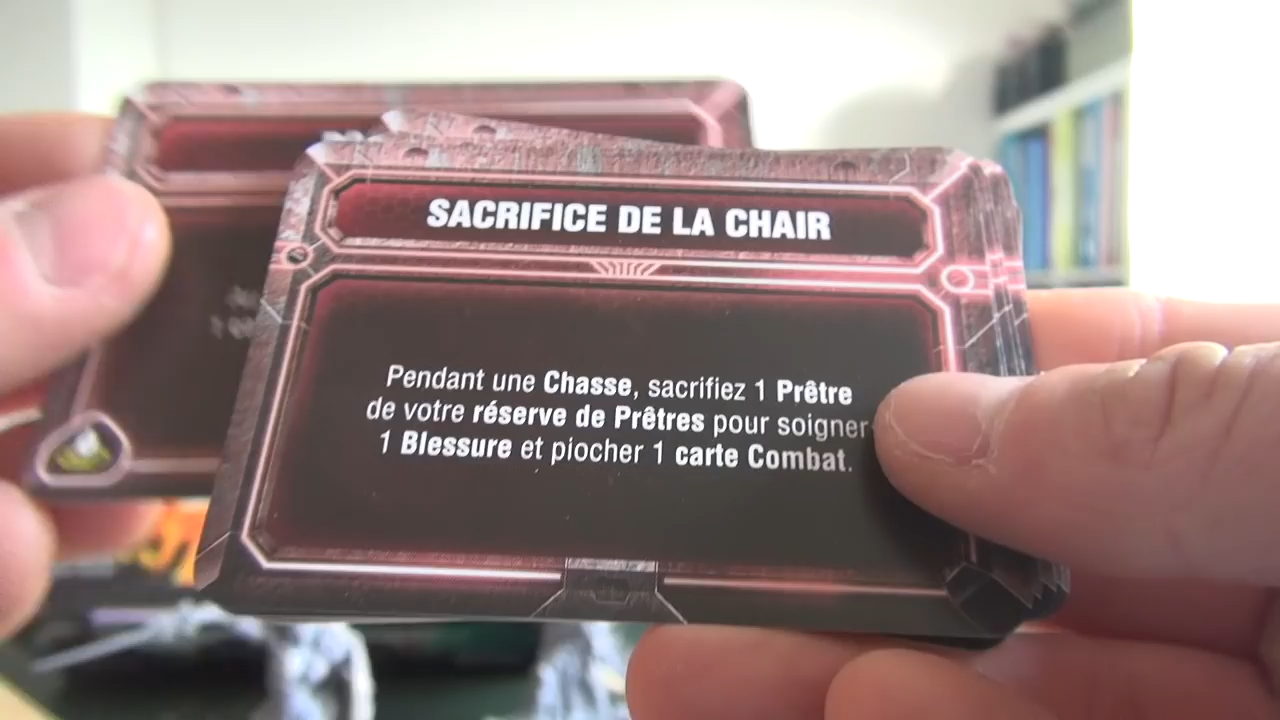 SACRIFICE DE LA CHAIR
Pendant une Chasse, sacrifiez 1 Prêtre
de votre réserve de Prêtres pour soigner
1 Blessure et piocher 1 carte Combat.